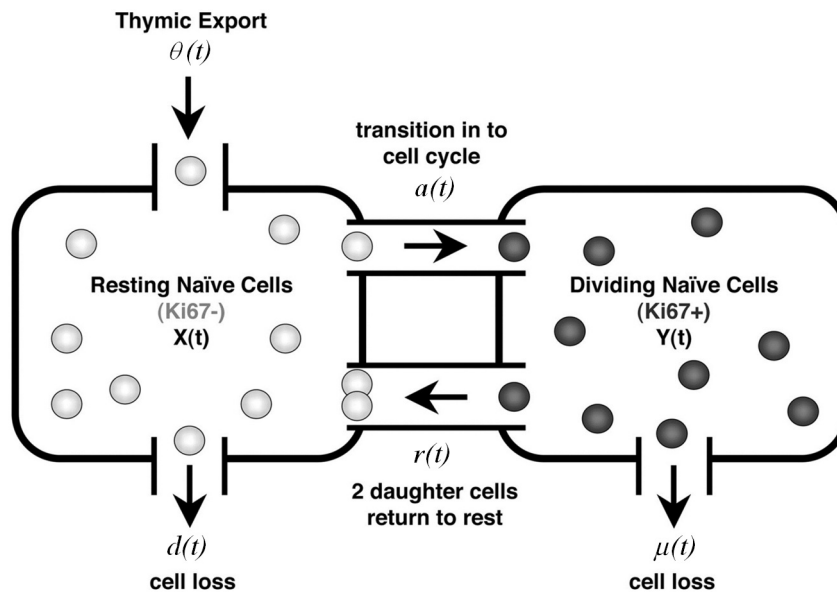 Thymic Export
θ(t)
transition in to
cell cycle
a(t)
Resting Naïve Cells
(Ki67-)
X(t)
Dividing Naïve Cells
(Ki67+)
Y(t)
r(t)
2 daughter cells
return to rest
d(t)
cell loss
μ(t)
cell loss